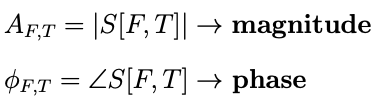 A_{F,T} = |S[F,T]| → magnitude
ϕ_{F,T} = ∠S[F,T] → phase